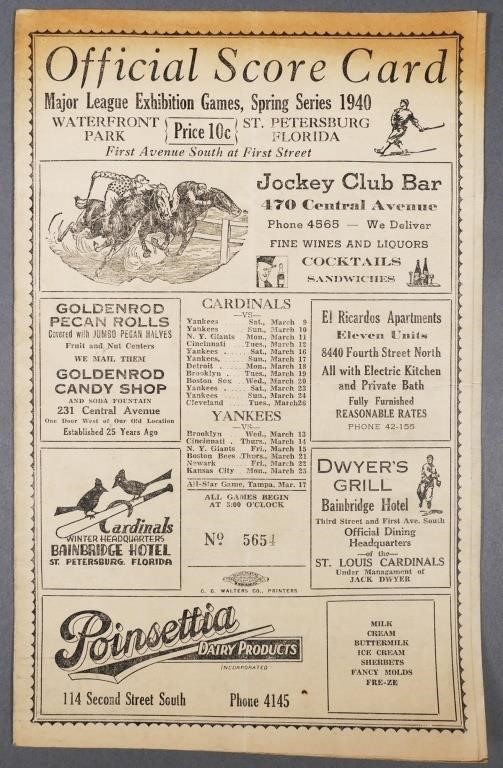 Official Score Card
Major League Exhibition Games, Spring Series 1940
WATERFRONT PARK
Price 10c
ST. PETERSBURG FLORIDA
First Avenue South at First Street
Jockey Club Bar
470 Central Avenue
Phone 4565 — We Deliver
FINE WINES AND LIQUORS
COCKTAILS
SANDWICHES
GOLDENROD
PECAN ROLLS
Covered with JUMBO PECAN HALVES
Fruit and Nut Centers
WE MAIL THEM
GOLDENROD
CANDY SHOP
AND SODA FOUNTAIN
231 Central Avenue
One Door West of Our Old Location
Established 25 Years Ago
CARDINALS
—VS—
Yankees . . . . Sat., March 9
Yankees . . . . Sun., March 10
N. Y. Giants . Mon., March 11
Cincinnati . . . Tues., March 12
Yankees . . . . Sat., March 16
Yankees, . . . Sun., March 17
Detroit . . . . Mon., March 18
Brooklyn . . . Tues., March 19
Boston Sox . . Wed., March 20
Yankees . . . . Sat., March 23
Yankees . . . . Sun., March 24
Cleveland . . . Tues., March26
YANKEES
—VS—
Brooklyn . . . Wed., March 13
Cincinnati . Thurs., March 14
N. Y. Giants . . Fri., March 15
Boston Bees . Thurs., March 21
Newark . . . . Fri., March 22
Kansas City . . Mon., March 25
All-Star Game, Tampa, Mar. 17
ALL GAMES BEGIN
AT 3:00 O'CLOCK
No 5654
C. G. WALTERS CO., PRINTERS
El Ricardos Apartments
Eleven Units
8440 Fourth Street North
All with Electric Kitchen
and Private Bath
Fully Furnished
REASONABLE RATES
PHONE 42-155
Cardinals
WINTER HEADQUARTERS
BAINBRIDGE HOTEL
ST. PETERSBURG, FLORIDA
DWYER'S
GRILL
Bainbridge Hotel
Third Street and First Ave. South
Official Dining
Headquarters
—of the—
ST. LOUIS CARDINALS
Under Managament of
JACK DWYER
Poinsettia
DAIRY PRODUCTS
INCORPORATED
114 Second Street South Phone 4145
MILK
CREAM
BUTTERMILK
ICE CREAM
SHERBETS
FANCY MOLDS
FRE-ZE